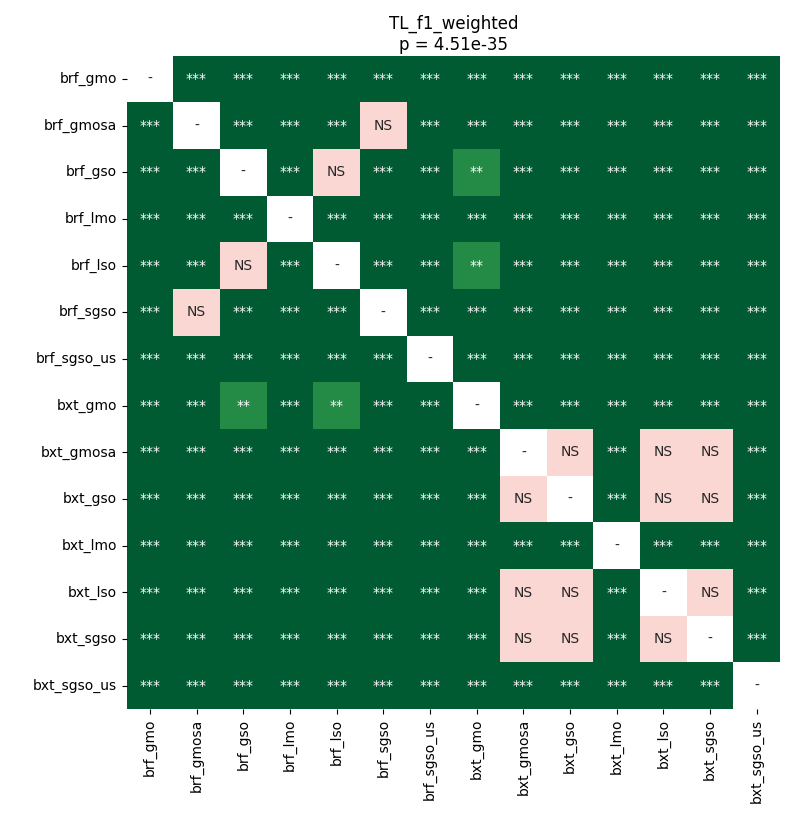 TL_f1_weighted
p = 4.51e-35
brf_gmo - *** *** *** *** *** *** *** *** *** *** *** *** ***
brf_gmosa *** - *** *** *** NS *** *** *** *** *** *** *** ***
brf_gso *** *** - *** NS *** *** ** *** *** *** *** *** ***
brf_lmo *** *** *** - *** *** *** *** *** *** *** *** *** ***
brf_lso *** *** NS *** - *** *** ** *** *** *** *** *** ***
brf_sgso *** NS *** *** *** - *** *** *** *** *** *** *** ***
brf_sgso_us *** *** *** *** *** *** - *** *** *** *** *** *** ***
bxt_gmo *** *** ** *** ** *** *** - *** *** *** *** *** ***
bxt_gmosa *** *** *** *** *** *** *** *** - NS *** NS NS ***
bxt_gso *** *** *** *** *** *** *** *** NS - *** NS NS ***
bxt_lmo *** *** *** *** *** *** *** *** *** *** - *** *** ***
bxt_lso *** *** *** *** *** *** *** *** NS NS *** - NS ***
bxt_sgso *** *** *** *** *** *** *** *** NS NS *** NS - ***
bxt_sgso_us *** *** *** *** *** *** *** *** *** *** *** *** *** -
brf_gmo brf_gmosa brf_gso brf_lmo brf_lso brf_sgso brf_sgso_us bxt_gmo bxt_gmosa bxt_gso bxt_lmo bxt_lso bxt_sgso bxt_sgso_us